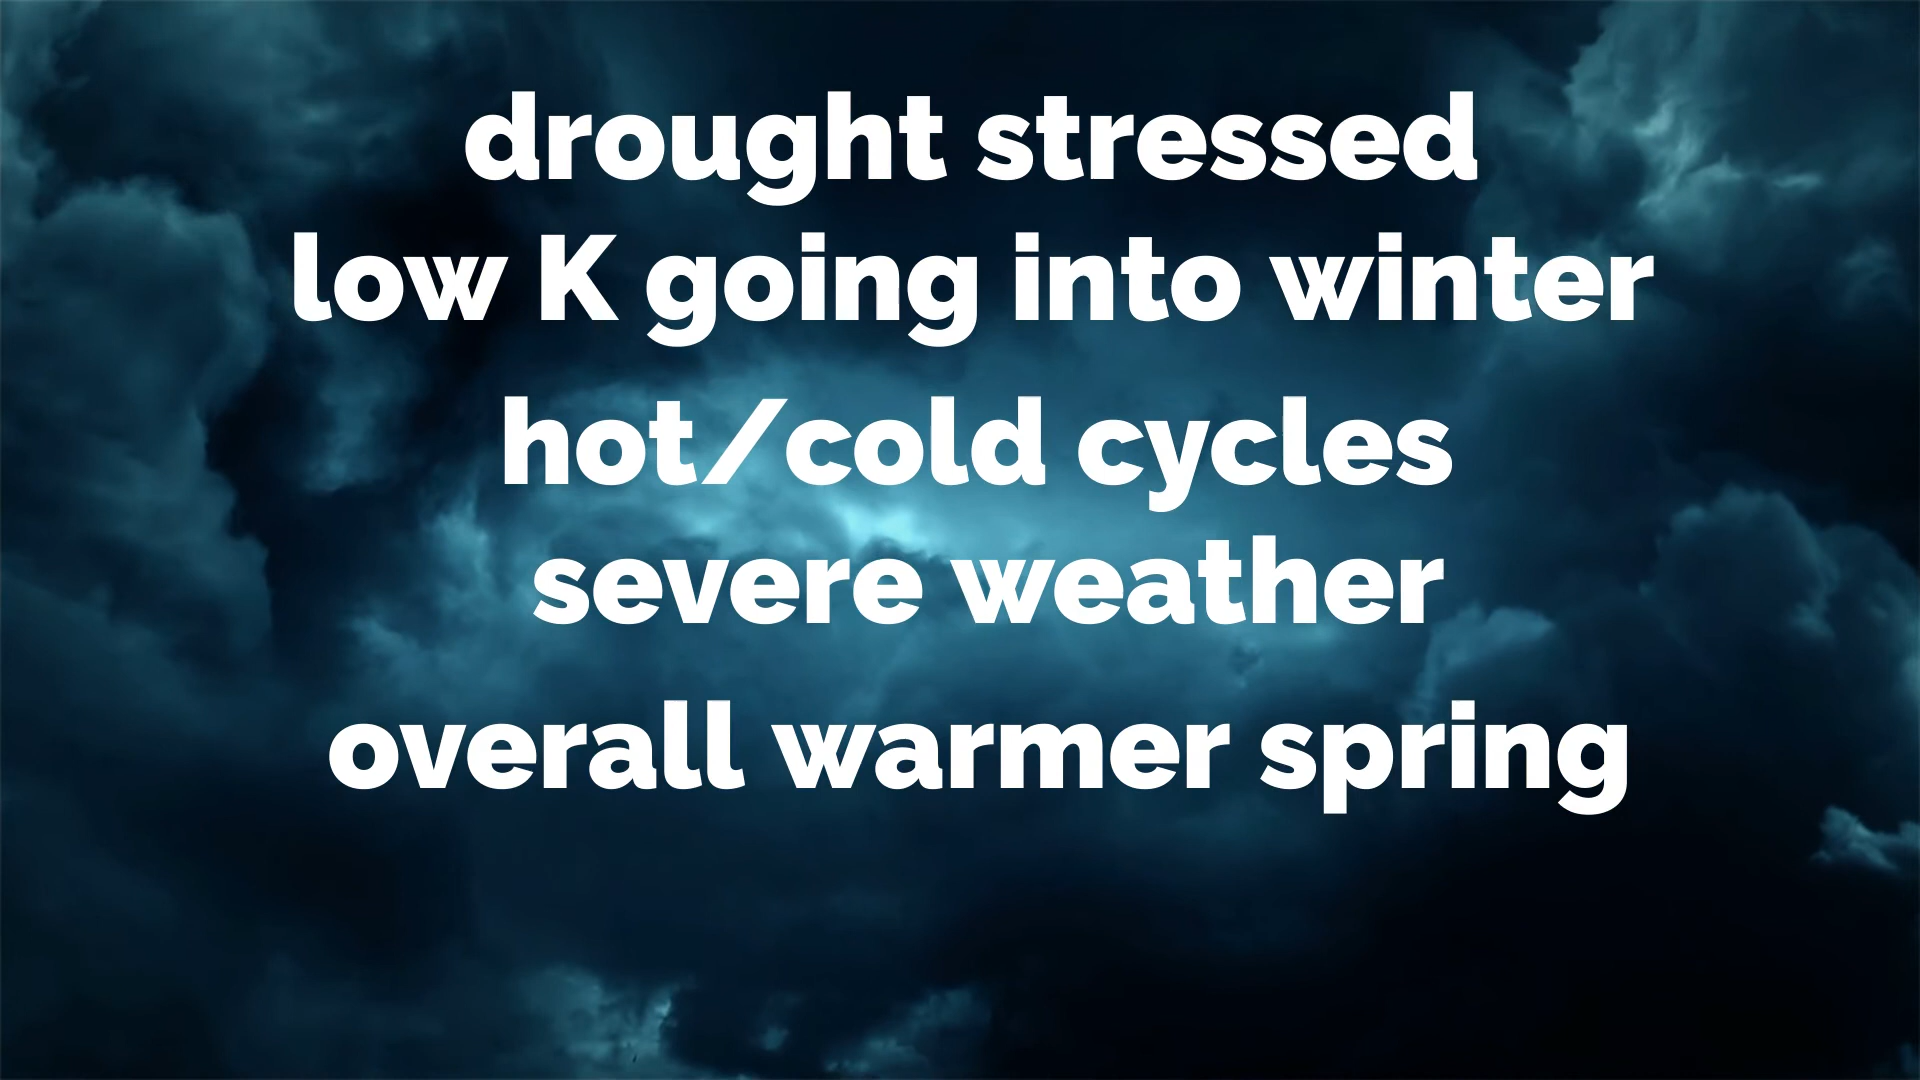 drought stressed
low K going into winter
hot/cold cycles
severe weather
overall warmer spring